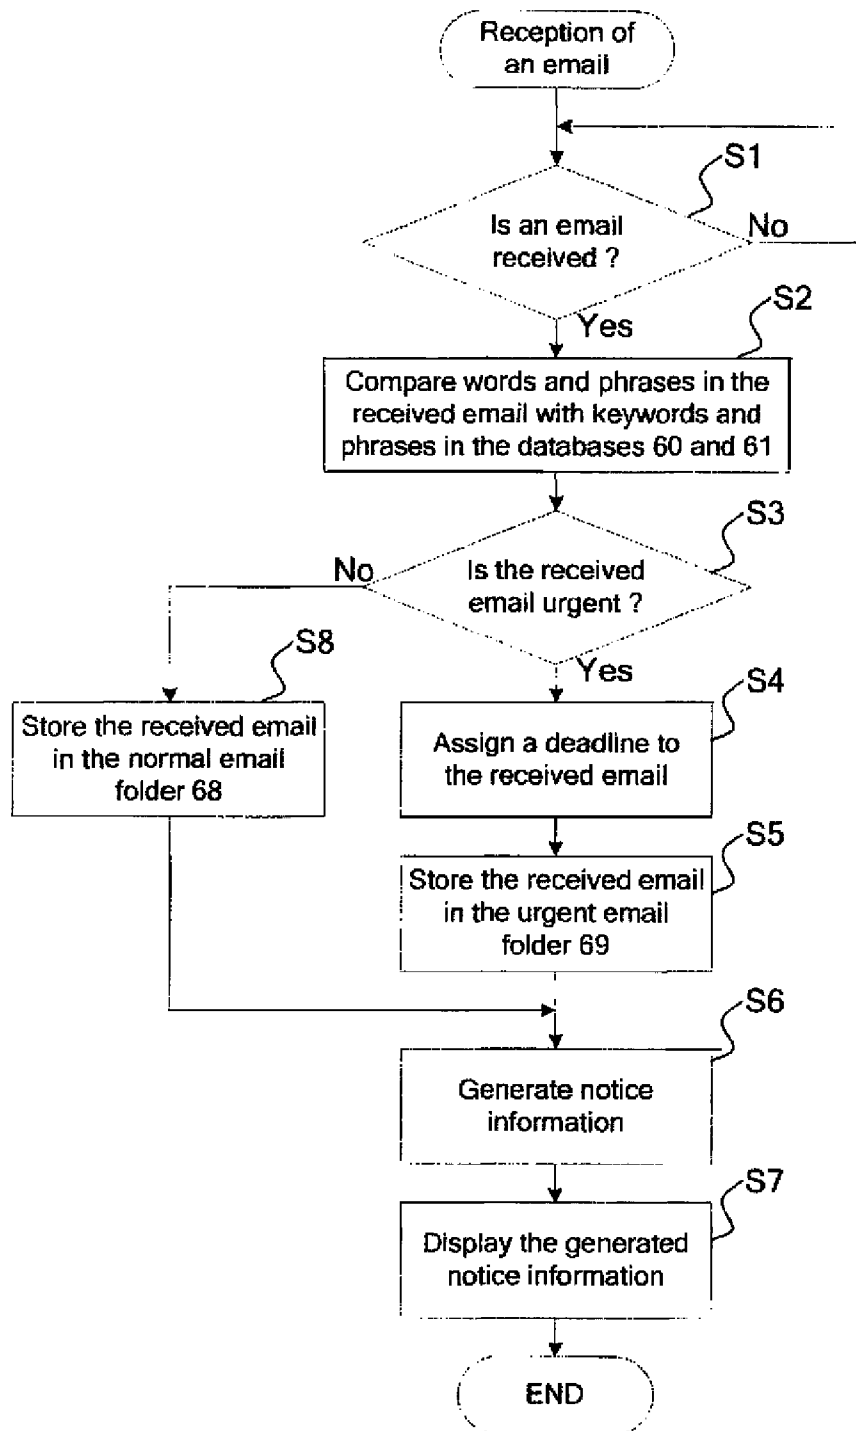 Reception of
an email
S1
Is an email
received ?
No
Yes
S2
Compare words and phrases in the
received email with keywords and
phrases in the databases 60 and 61
S3
Is the received
email urgent ?
No
Yes
S8
Store the received email
in the normal email
folder 68
S4
Assign a deadline to
the received email
S5
Store the received email
in the urgent email
folder 69
S6
Generate notice
information
S7
Display the generated
notice information
END